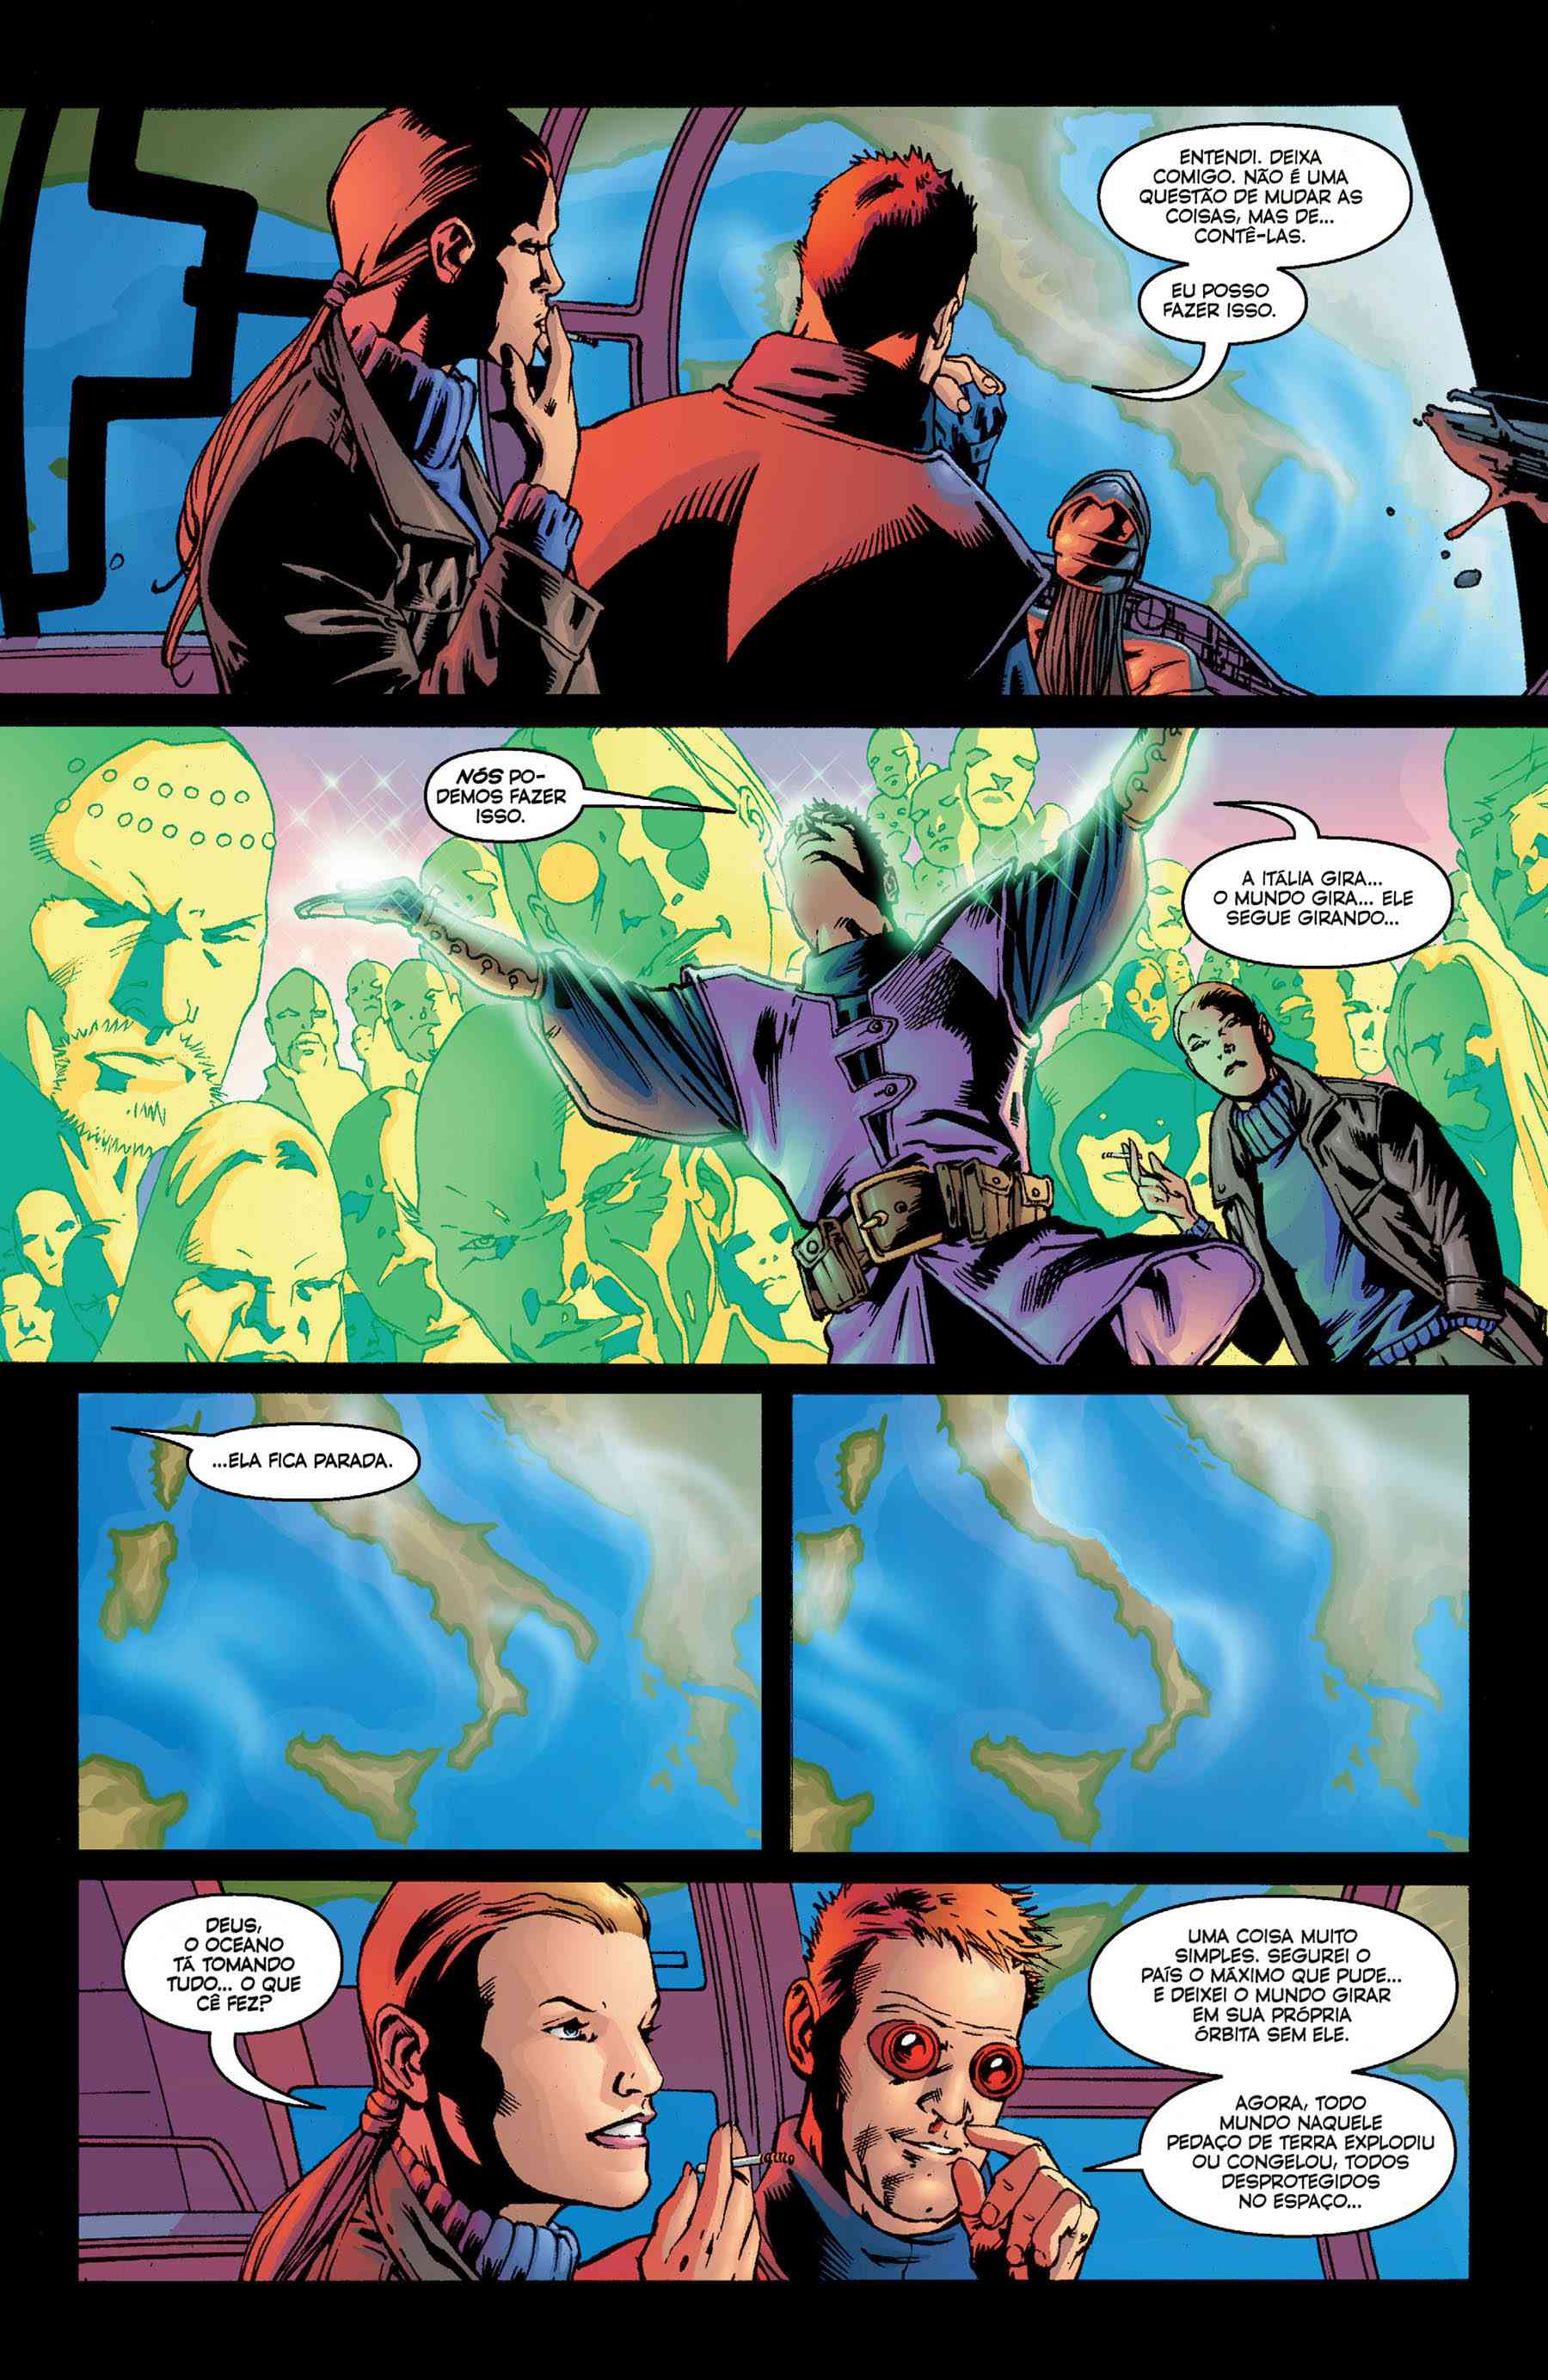 ENTENDI. DEIXA
COMIGO. NÃO É UMA
QUESTÃO DE MUDAR AS
COISAS, MAS DE...
CONTÊ-LAS.
EU POSSO
FAZER ISSO.
NÓS PO-
DEMOS FAZER
ISSO.
A ITÁLIA GIRA...
O MUNDO GIRA... ELE
SEGUE GIRANDO...
...ELA FICA PARADA.
DEUS,
O OCEANO
TÁ TOMANDO
TUDO... O QUE
CÊ FEZ?
UMA COISA MUITO
SIMPLES. SEGUREI O
PAÍS O MÁXIMO QUE PUDE...
E DEIXEI O MUNDO GIRAR
EM SUA PRÓPRIA
ÓRBITA SEM ELE.
AGORA, TODO
MUNDO NAQUELE
PEDAÇO DE TERRA EXPLODIU
OU CONGELOU, TODOS
DESPROTEGIDOS
NO ESPAÇO...